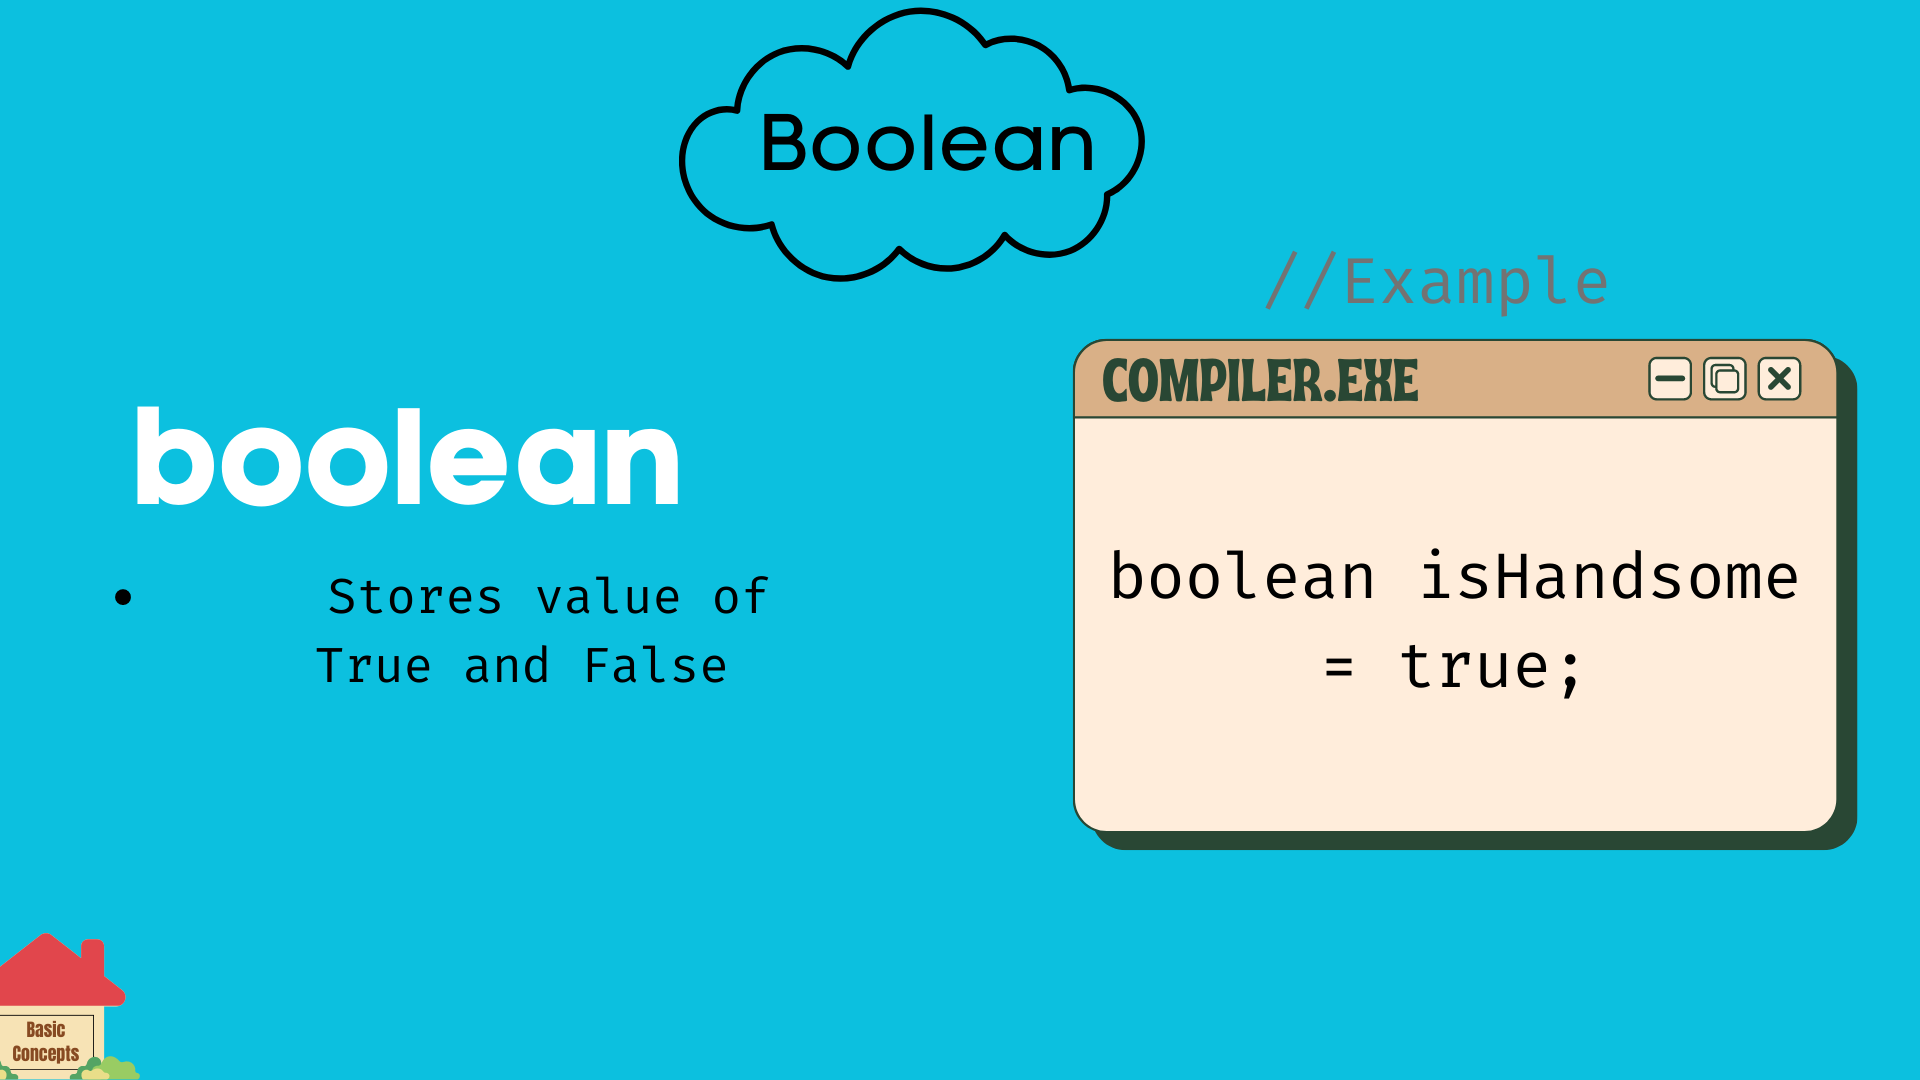 Boolean
boolean
• Stores value of
True and False
//Example
COMPILER.EXE
boolean isHandsome
= true;
Basic
Concepts